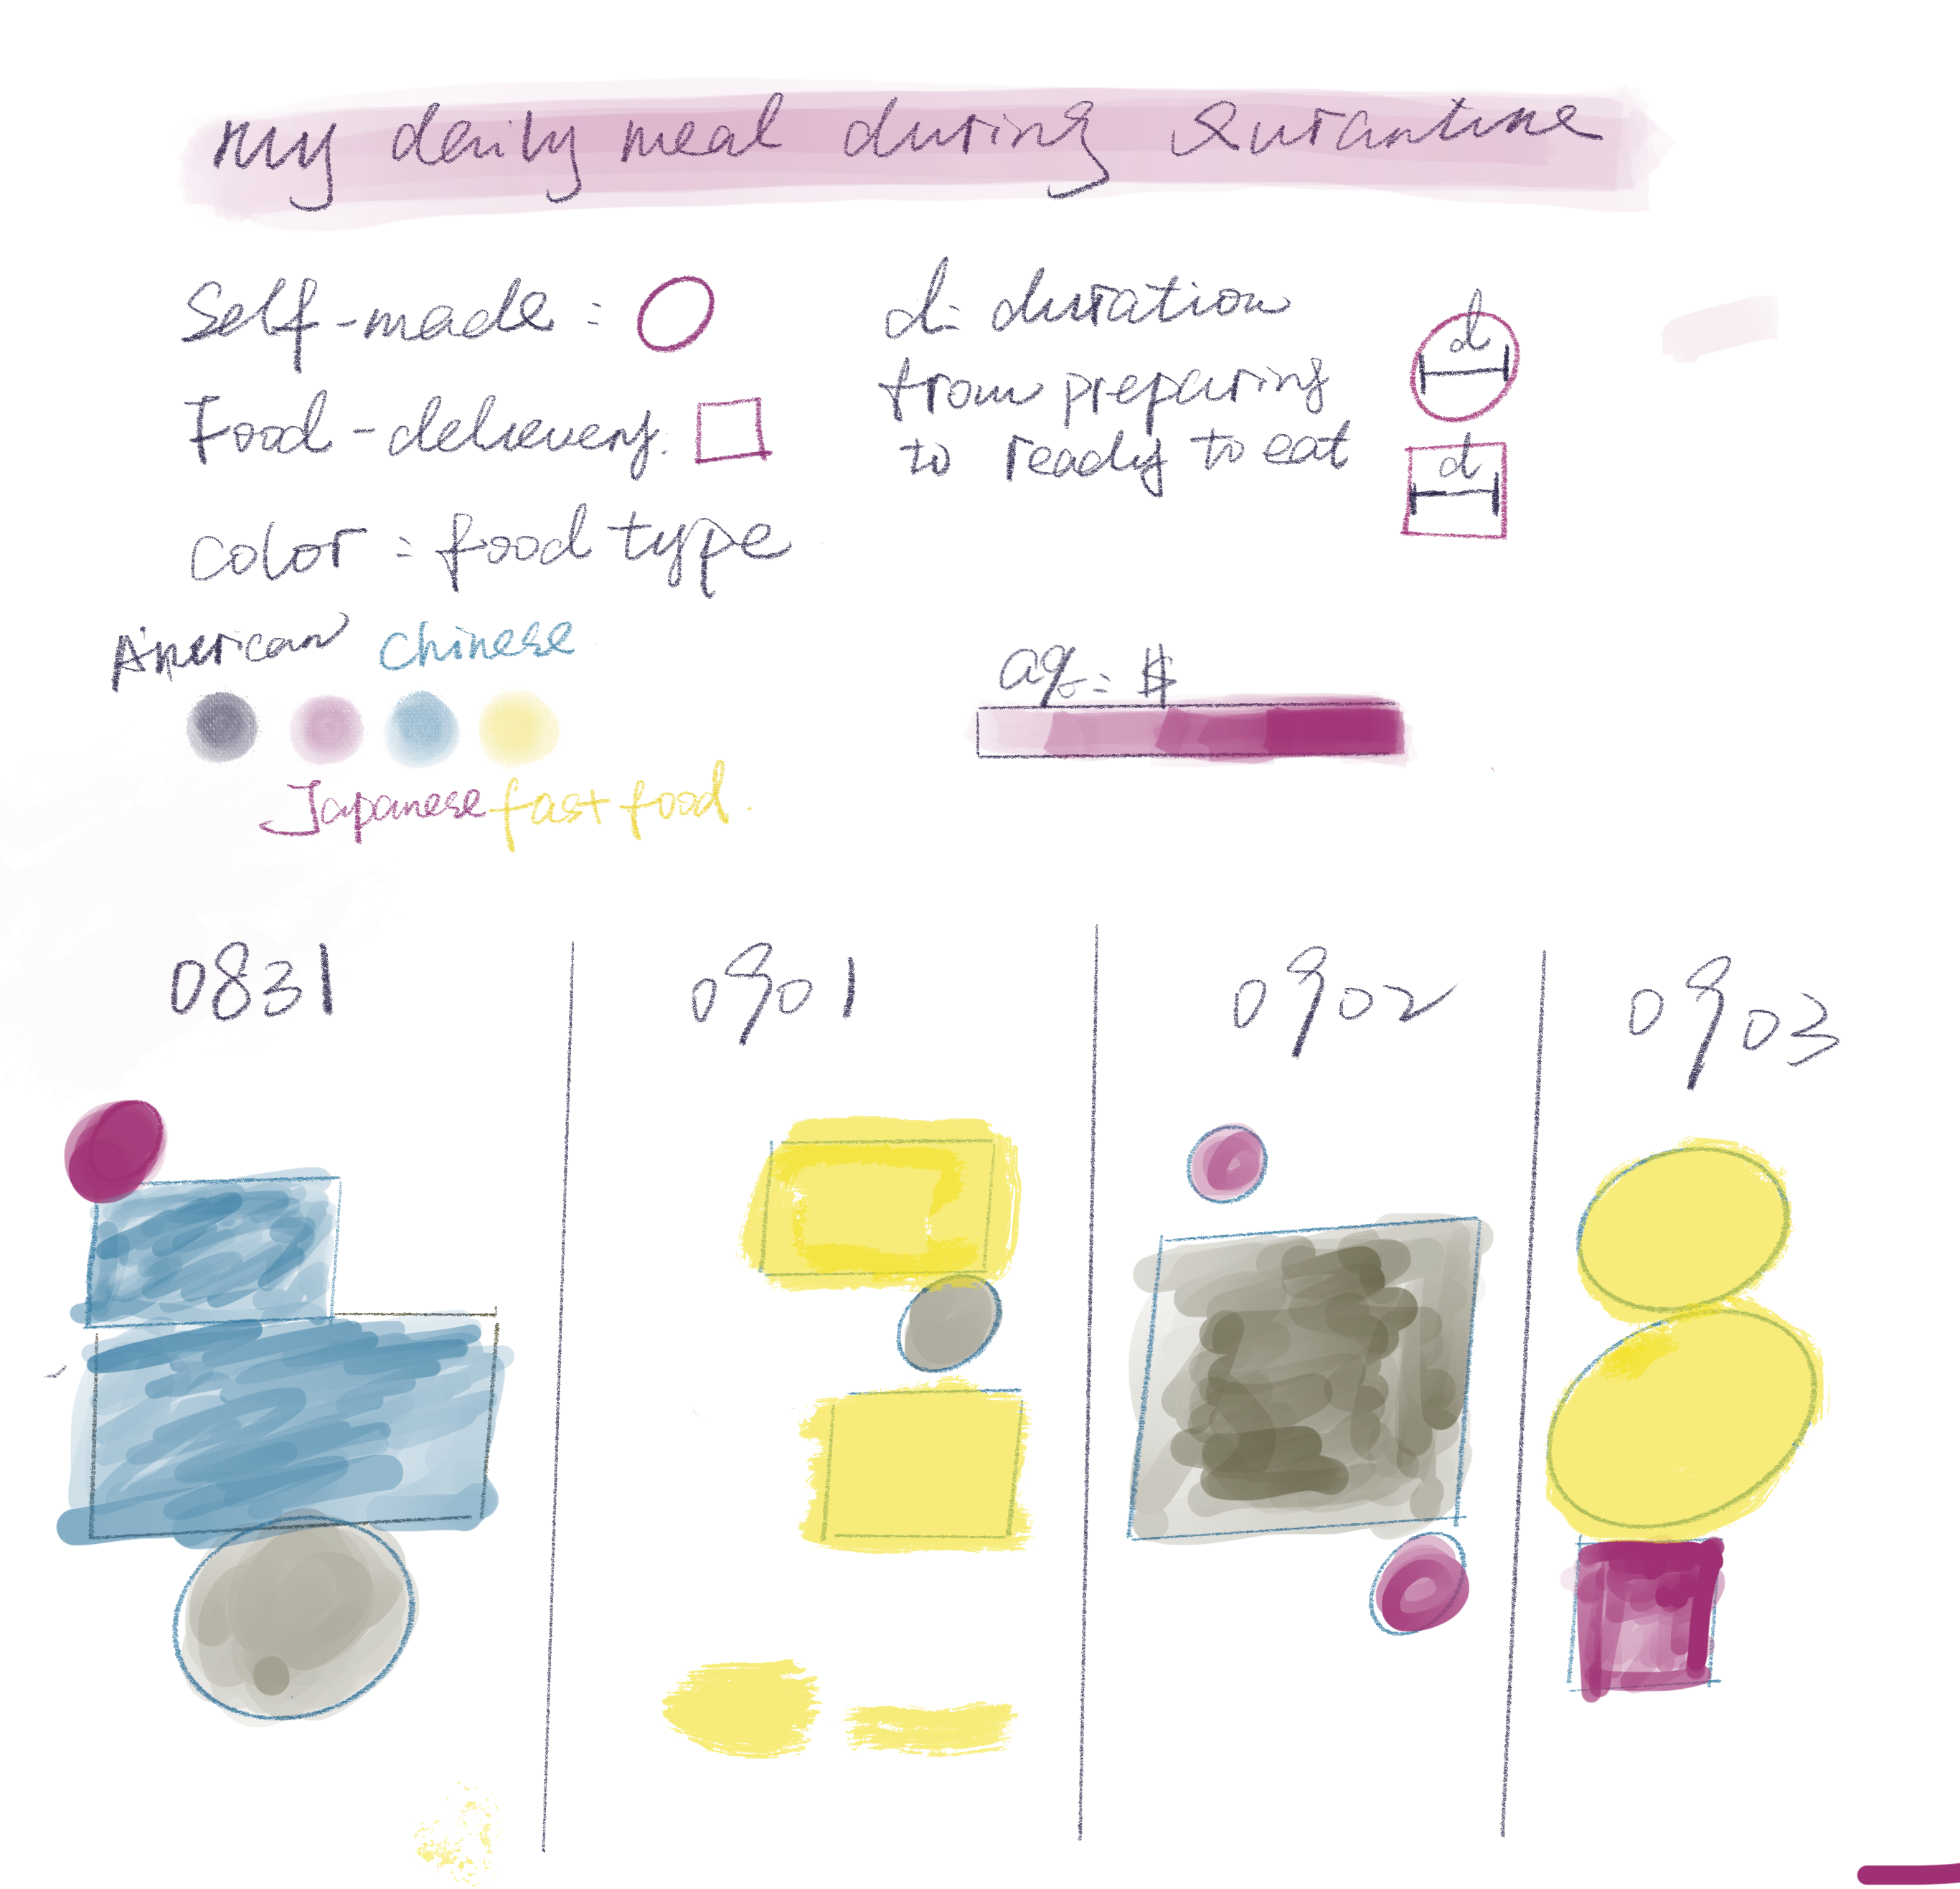 my daily meal during Qurantine
Self-made :
Food-delievery:
color : food type
American Chinese
Japanese fast food.
d: duration
from preparing
to ready to eat
d
d
= $
0831
0901
0902
0903